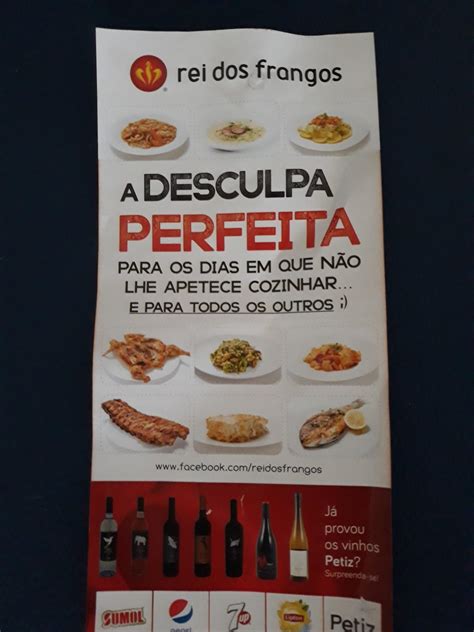 rei dos frangos
A DESCULPA
PERFEITA
PARA OS DIAS EM QUE NÃO
LHE APETECE COZINHAR...
E PARA TODOS OS OUTROS ;)
www.facebook.com/reidosfrangos
Já
provou
os vinhos
Petiz?
Surpreenda-se!
SUMOL
pepsi
7up
Lipton
Petiz